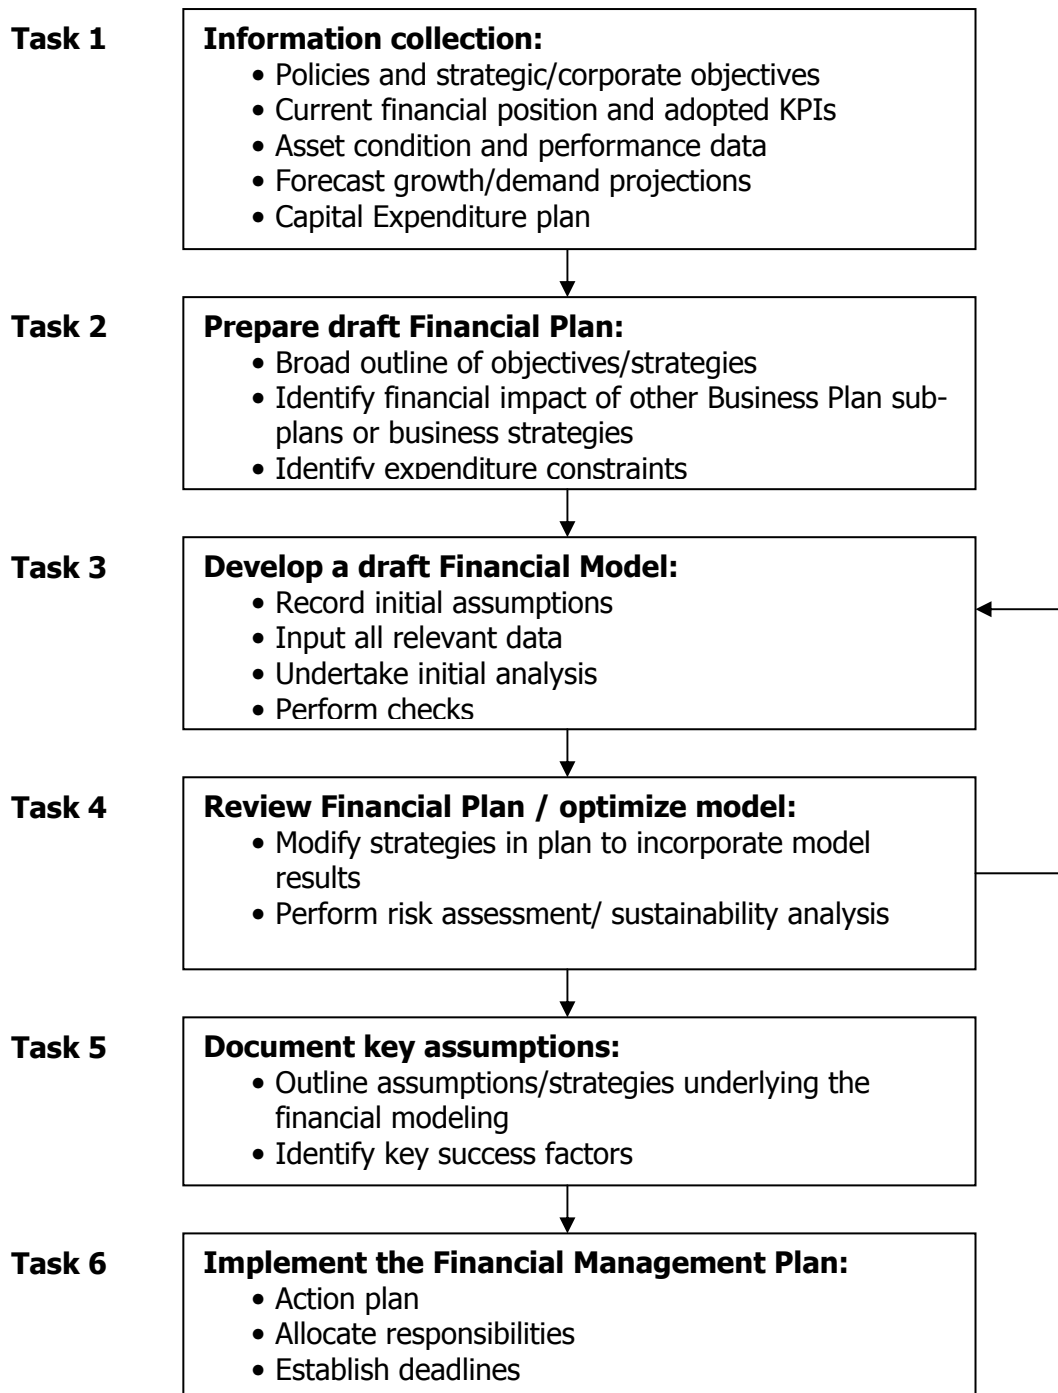 Task 1
Information collection:
• Policies and strategic/corporate objectives
• Current financial position and adopted KPIs
• Asset condition and performance data
• Forecast growth/demand projections
• Capital Expenditure plan
Task 2
Prepare draft Financial Plan:
• Broad outline of objectives/strategies
• Identify financial impact of other Business Plan sub-
plans or business strategies
• Identify expenditure constraints
Task 3
Develop a draft Financial Model:
• Record initial assumptions
• Input all relevant data
• Undertake initial analysis
• Perform checks
Task 4
Review Financial Plan / optimize model:
• Modify strategies in plan to incorporate model
results
• Perform risk assessment/ sustainability analysis
Task 5
Document key assumptions:
• Outline assumptions/strategies underlying the
financial modeling
• Identify key success factors
Task 6
Implement the Financial Management Plan:
• Action plan
• Allocate responsibilities
• Establish deadlines